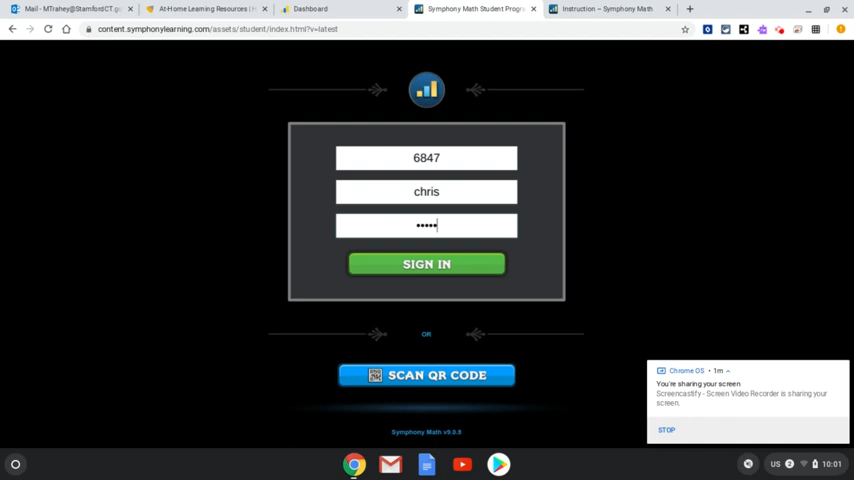 Mail - MTrahey@StamfordCT.go
At-Home Learning Resources | H
Dashboard
Symphony Math Student Progra
Instruction – Symphony Math
content.symphonylearning.com/assets/student/index.html?v=latest
6847
chris
•••••
SIGN IN
OR
SCAN QR CODE
Symphony Math v9.0.8
Chrome OS • 1m
You're sharing your screen
Screencastify - Screen Video Recorder is sharing your
screen.
STOP
US 2 10:01